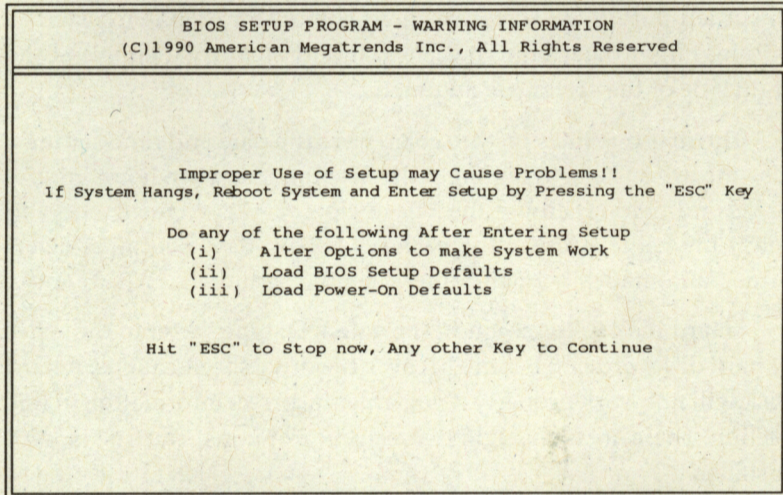 BIOS SETUP PROGRAM - WARNING INFORMATION
(C)1990 American Megatrends Inc., All Rights Reserved
Improper Use of Setup may Cause Problems!!
If System Hangs, Reboot System and Enter Setup by Pressing the "ESC" Key
Do any of the following After Entering Setup
(i) Alter Options to make System Work
(ii) Load BIOS Setup Defaults
(iii) Load Power-On Defaults
Hit "ESC" to Stop now, Any other Key to Continue